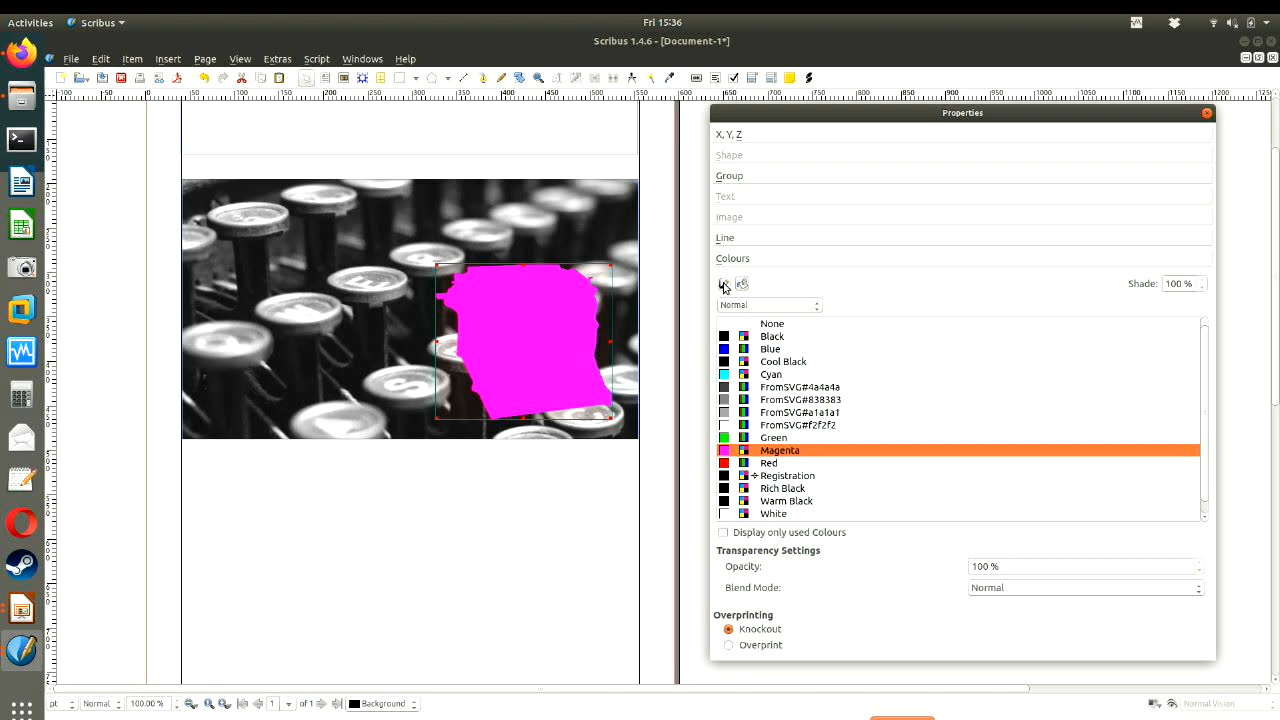 Activities Scribus Fri 15:36
Scribus 1.4.6 - [Document-1*]
File Edit Item Insert Page View Extras Script Windows Help
Properties
X, Y, Z
Shape
Group
Text
Image
Line
Colours
Shade: 100 %
Normal
None
Black
Blue
Cool Black
Cyan
FromSVG#4a4a4a
FromSVG#838383
FromSVG#a1a1a1
FromSVG#f2f2f2
Green
Magenta
Red
Registration
Rich Black
Warm Black
White
Display only used Colours
Transparency Settings
Opacity: 100 %
Blend Mode: Normal
Overprinting
Knockout
Overprint
pt Normal 100.00 % 1 of 1 Background Normal Vision